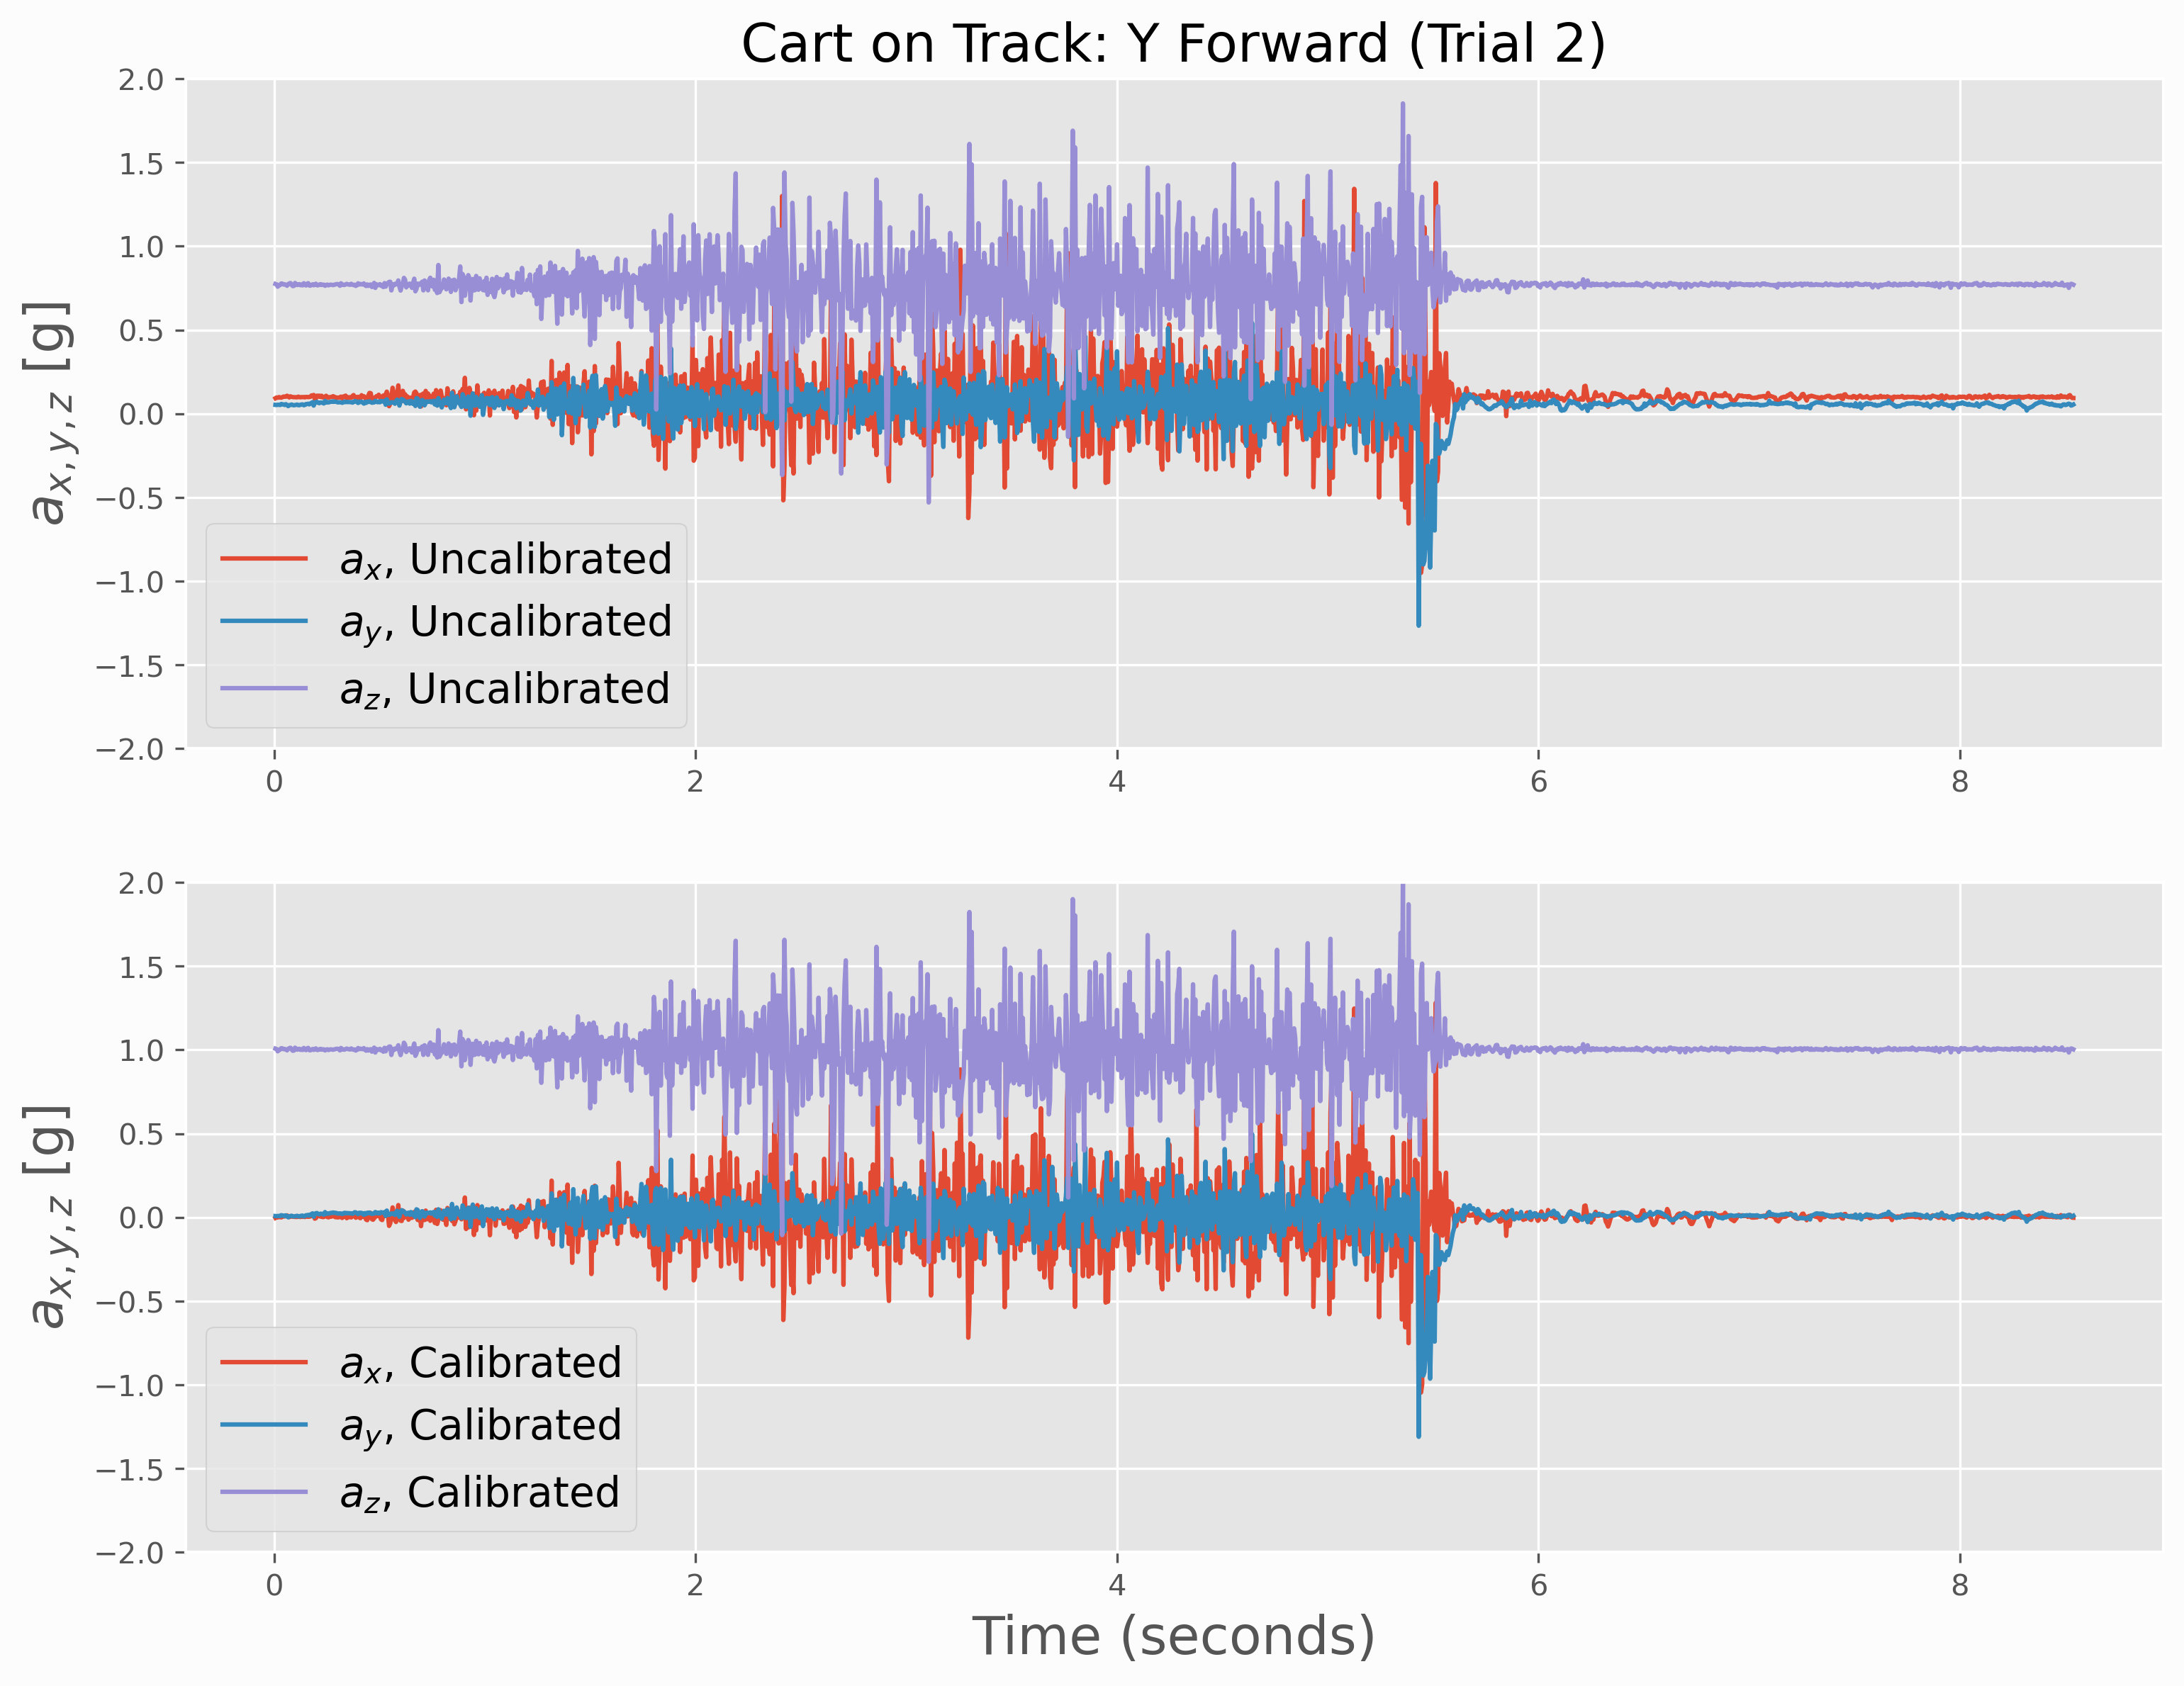 Cart on Track: Y Forward (Trial 2)
2.0
1.5
1.0
0.5
0.0
−0.5
−1.0
−1.5
−2.0
a_{x,y,z} [g]
a_x, Uncalibrated
a_y, Uncalibrated
a_z, Uncalibrated
0 2 4 6 8
2.0
1.5
1.0
0.5
0.0
−0.5
−1.0
−1.5
−2.0
a_{x,y,z} [g]
a_x, Calibrated
a_y, Calibrated
a_z, Calibrated
0 2 4 6 8
Time (seconds)